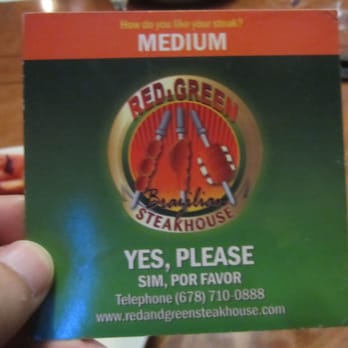 How do you like your steak?
MEDIUM
RED & GREEN
Brazilian
STEAKHOUSE
YES, PLEASE
SIM, POR FAVOR
Telephone (678) 710-0888
www.redandgreensteakhouse.com